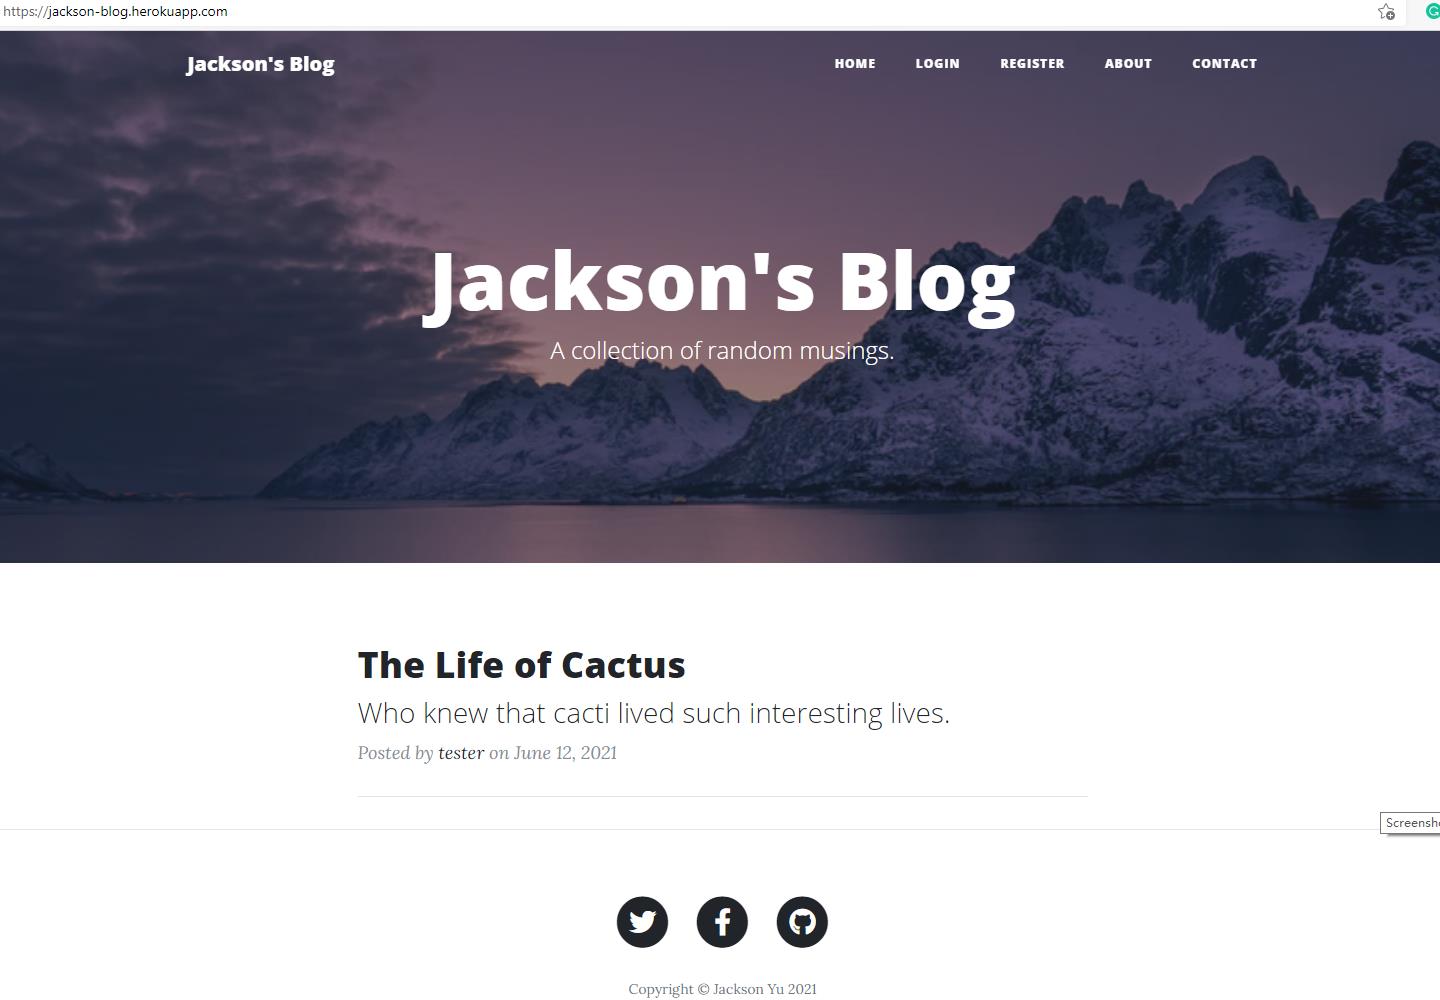 https://jackson-blog.herokuapp.com
Jackson's Blog
HOME LOGIN REGISTER ABOUT CONTACT
Jackson's Blog
A collection of random musings.
The Life of Cactus
Who knew that cacti lived such interesting lives.
Posted by tester on June 12, 2021
Copyright © Jackson Yu 2021